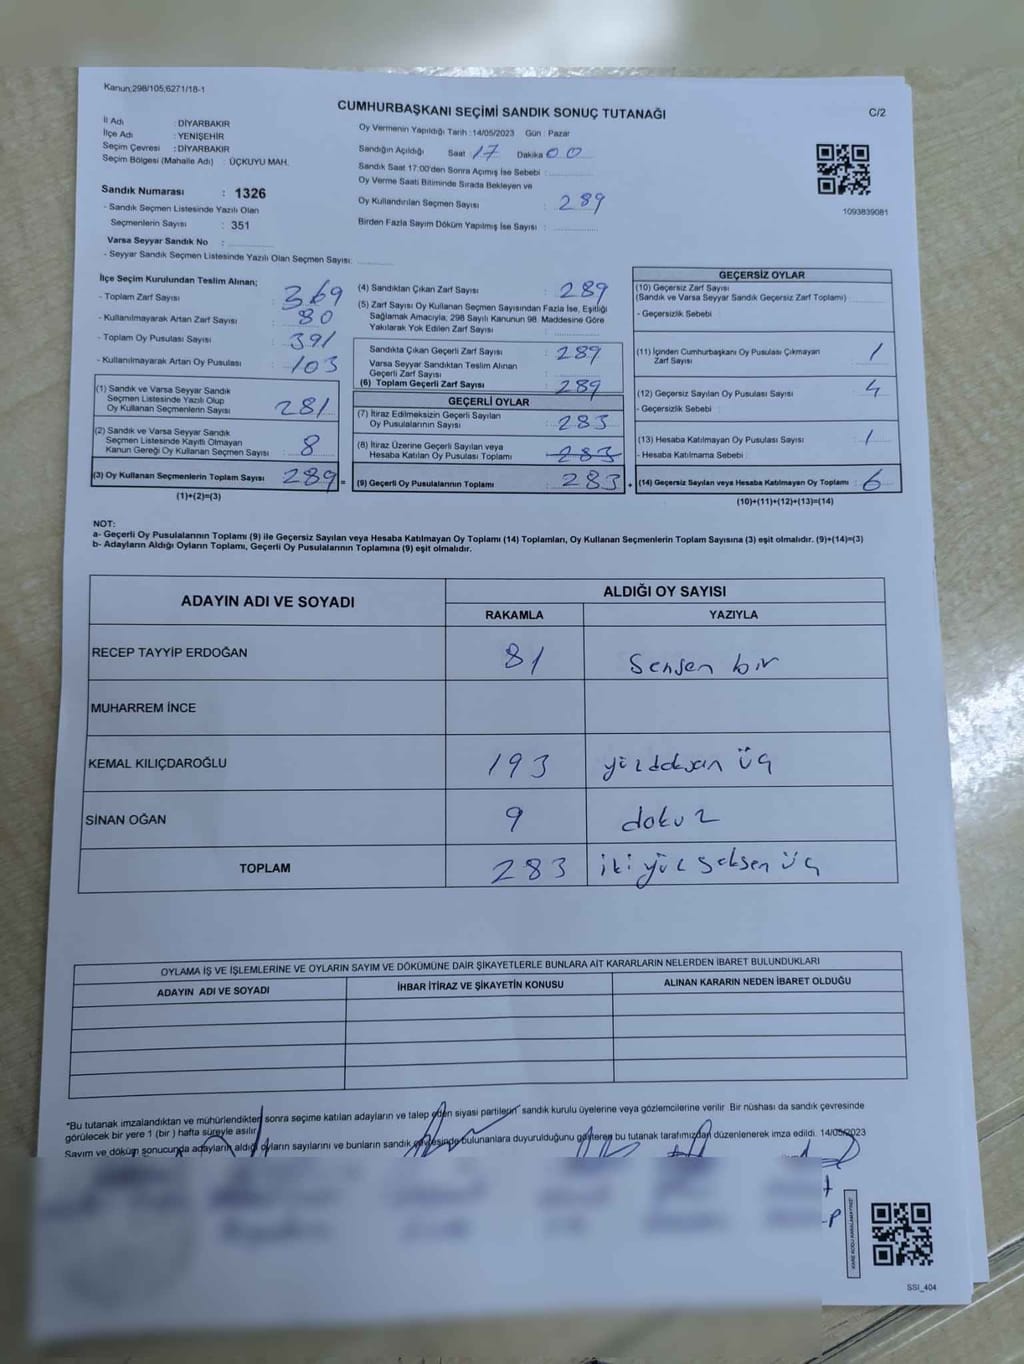 Kanun;298/105;6271/18-1
CUMHURBAŞKANI SEÇİMİ SANDIK SONUÇ TUTANAĞI
C/2
İl Adı : DİYARBAKIR
İlçe Adı : YENİŞEHİR
Seçim Çevresi : DİYARBAKIR
Seçim Bölgesi (Mahalle Adı) : ÜÇKUYU MAH.
Sandık Numarası : 1326
- Sandık Seçmen Listesinde Yazılı Olan
Seçmenlerin Sayısı : 351
Varsa Seyyar Sandık No :
- Seyyar Sandık Seçmen Listesinde Yazılı Olan Seçmen Sayısı:
Oy Vermenin Yapıldığı Tarih : 14/05/2023 Gün : Pazar
Sandığın Açıldığı Saat 17 Dakika 00
Sandık Saat 17:00'den Sonra Açımış İse Sebebi :
Oy Verme Saati Bitiminde Sırada Bekleyen ve
Oy Kullandırılan Seçmen Sayısı : 289
Birden Fazla Sayım Döküm Yapılmış İse Sayısı :
1093839081
İlçe Seçim Kurulundan Teslim Alınan;
- Toplam Zarf Sayısı : 369
- Kullanılmayarak Artan Zarf Sayısı : 80
- Toplam Oy Pusulası Sayısı : 391
- Kullanılmayarak Artan Oy Pusulası : 103
(1) Sandık ve Varsa Seyyar Sandık
Seçmen Listesinde Yazılı Olup
Oy Kullanan Seçmenlerin Sayısı : 281
(2) Sandık ve Varsa Seyyar Sandık
Seçmen Listesinde Kayıtlı Olmayan
Kanun Gereği Oy Kullanan Seçmen Sayısı : 8
(3) Oy Kullanan Seçmenlerin Toplam Sayısı : 289 =
(1)+(2)=(3)
(4) Sandıktan Çıkan Zarf Sayısı : 289
(5) Zarf Sayısı Oy Kullanan Seçmen Sayısından Fazla İse, Eşitliği
Sağlamak Amacıyla, 298 Sayılı Kanunun 98. Maddesine Göre
Yakılarak Yok Edilen Zarf Sayısı :
Sandıkta Çıkan Geçerli Zarf Sayısı : 289
Varsa Seyyar Sandıktan Teslim Alınan
Geçerli Zarf Sayısı :
(6) Toplam Geçerli Zarf Sayısı : 289
GEÇERLİ OYLAR
(7) İtiraz Edilmeksizin Geçerli Sayılan
Oy Pusulalarının Sayısı : 283
(8) İtiraz Üzerine Geçerli Sayılan veya
Hesaba Katılan Oy Pusulası Toplamı : 283
(9) Geçerli Oy Pusulalarının Toplamı : 283 +
GEÇERSİZ OYLAR
(10) Geçersiz Zarf Sayısı
(Sandık ve Varsa Seyyar Sandık Geçersiz Zarf Toplamı)
- Geçersizlik Sebebi :
(11) İçinden Cumhurbaşkanı Oy Pusulası Çıkmayan
Zarf Sayısı : 1
(12) Geçersiz Sayılan Oy Pusulası Sayısı : 4
- Geçersizlik Sebebi :
(13) Hesaba Katılmayan Oy Pusulası Sayısı : 1
- Hesaba Katılmama Sebebi :
(14) Geçersiz Sayılan veya Hesaba Katılmayan Oy Toplamı : 6
(10)+(11)+(12)+(13)=(14)
NOT:
a- Geçerli Oy Pusulalarının Toplamı (9) ile Geçersiz Sayılan veya Hesaba Katılmayan Oy Toplamı (14) Toplamları, Oy Kullanan Seçmenlerin Toplam Sayısına (3) eşit olmalıdır. (9)+(14)=(3)
b- Adayların Aldığı Oyların Toplamı, Geçerli Oy Pusulalarının Toplamına (9) eşit olmalıdır.
ADAYIN ADI VE SOYADI ALDIĞI OY SAYISI
RAKAMLA YAZIYLA
RECEP TAYYİP ERDOĞAN 81 Seksen bir
MUHARREM İNCE
KEMAL KILIÇDAROĞLU 193 yüzdoksan üç
SİNAN OĞAN 9 dokuz
TOPLAM 283 iki yüz seksen üç
OYLAMA İŞ VE İŞLEMLERİNE VE OYLARIN SAYIM VE DÖKÜMÜNE DAİR ŞİKAYETLERLE BUNLARA AİT KARARLARIN NELERDEN İBARET BULUNDUKLARI
ADAYIN ADI VE SOYADI İHBAR İTİRAZ VE ŞİKAYETİN KONUSU ALINAN KARARIN NEDEN İBARET OLDUĞU
"Bu tutanak imzalandıktan ve mühürlendikten sonra seçime katılan adayların ve talep eden siyasi partilerin sandık kurulu üyelerine veya gözlemcilerine verilir Bir nüshası da sandık çevresinde
görülecek bir yere 1 (bir ) hafta süreyle asılır.
Sayım ve döküm sonucunda adayların aldığı oyların sayılarını ve bunların sandık çevresinde bulunanlara duyurulduğunu gösteren bu tutanak tarafımızdan düzenlenerek imza edildi. 14/05/2023
KARE KODU KARALAMAYINIZ
SSI_404